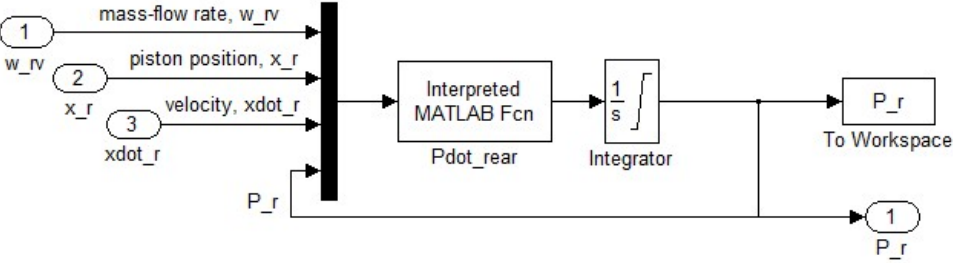 mass-flow rate, w_rv
1
w_rv
piston position, x_r
2
x_r
velocity, xdot_r
3
xdot_r
P_r
Interpreted
MATLAB Fcn
Pdot_rear
1
s
Integrator
P_r
To Workspace
1
P_r